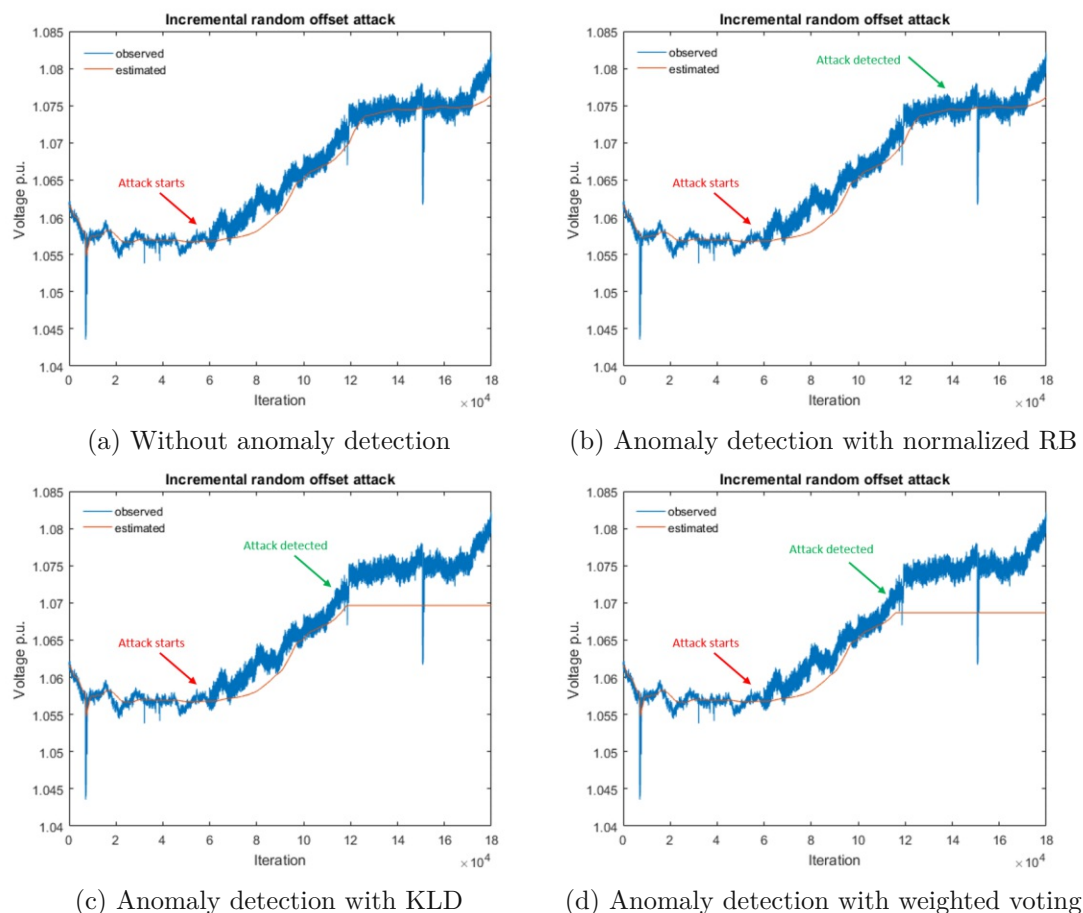 Incremental random offset attack
1.085
1.08
1.075
1.07
1.065
1.06
1.055
1.05
1.045
1.04
Voltage p.u.
observed
estimated
Attack starts
0 2 4 6 8 10 12 14 16 18
Iteration
×10⁴
(a) Without anomaly detection
Incremental random offset attack
1.085
1.08
1.075
1.07
1.065
1.06
1.055
1.05
1.045
1.04
Voltage p.u.
observed
estimated
Attack detected
Attack starts
0 2 4 6 8 10 12 14 16 18
Iteration
×10⁴
(b) Anomaly detection with normalized RB
Incremental random offset attack
1.085
1.08
1.075
1.07
1.065
1.06
1.055
1.05
1.045
1.04
Voltage p.u.
observed
estimated
Attack detected
Attack starts
0 2 4 6 8 10 12 14 16 18
Iteration
×10⁴
(c) Anomaly detection with KLD
Incremental random offset attack
1.085
1.08
1.075
1.07
1.065
1.06
1.055
1.05
1.045
1.04
Voltage p.u.
observed
estimated
Attack detected
Attack starts
0 2 4 6 8 10 12 14 16 18
Iteration
×10⁴
(d) Anomaly detection with weighted voting